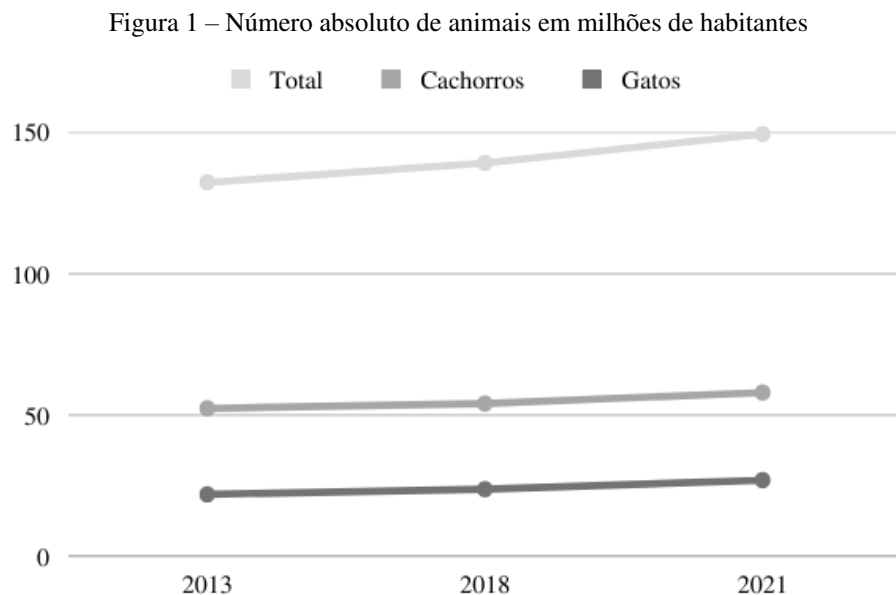 Figura 1 – Número absoluto de animais em milhões de habitantes
Total Cachorros Gatos
150
100
50
0
2013 2018 2021